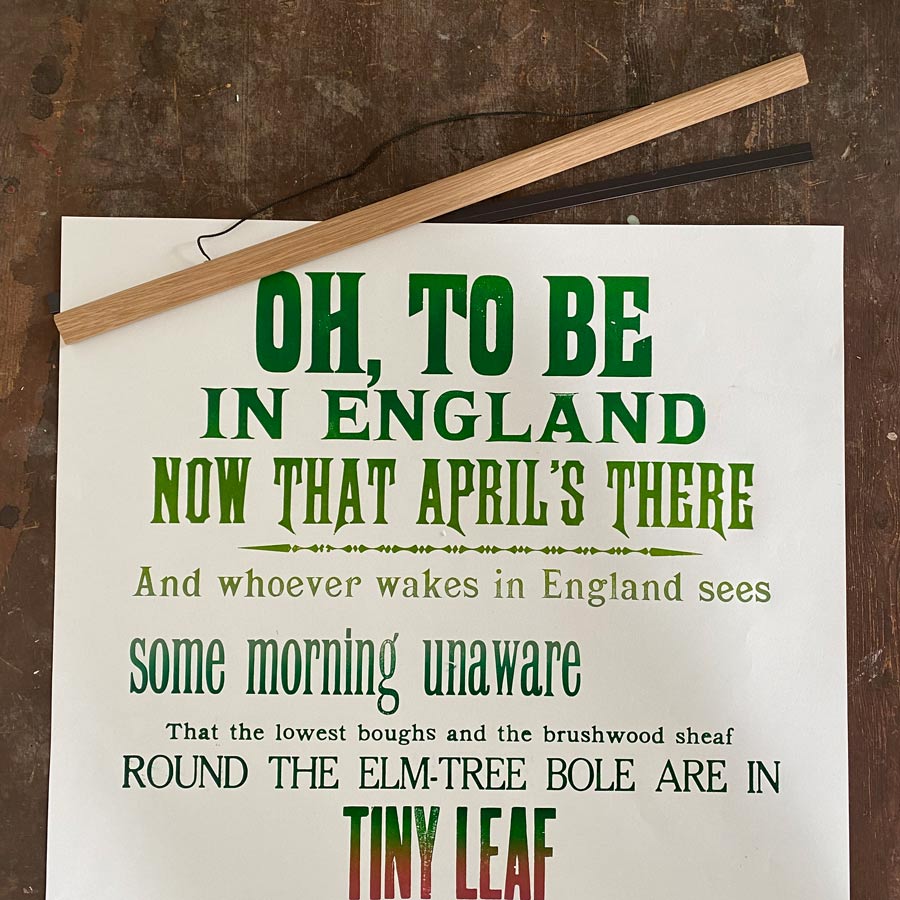 OH, TO BE
IN ENGLAND
NOW THAT APRIL'S THERE
And whoever wakes in England sees
some morning unaware
That the lowest boughs and the brushwood sheaf
ROUND THE ELM-TREE BOLE ARE IN
TINY LEAF